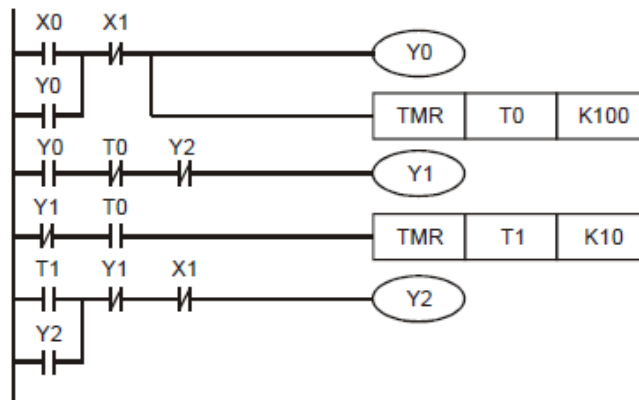 X0 X1
Y0
Y0
TMR T0 K100
Y0 T0 Y2
Y1
Y1 T0
TMR T1 K10
T1 Y1 X1
Y2
Y2